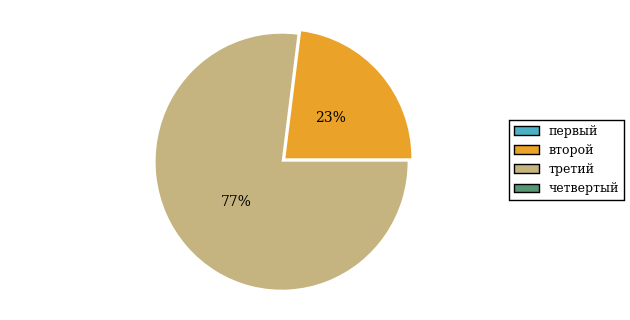 23%
77%
первый
второй
третий
четвертый